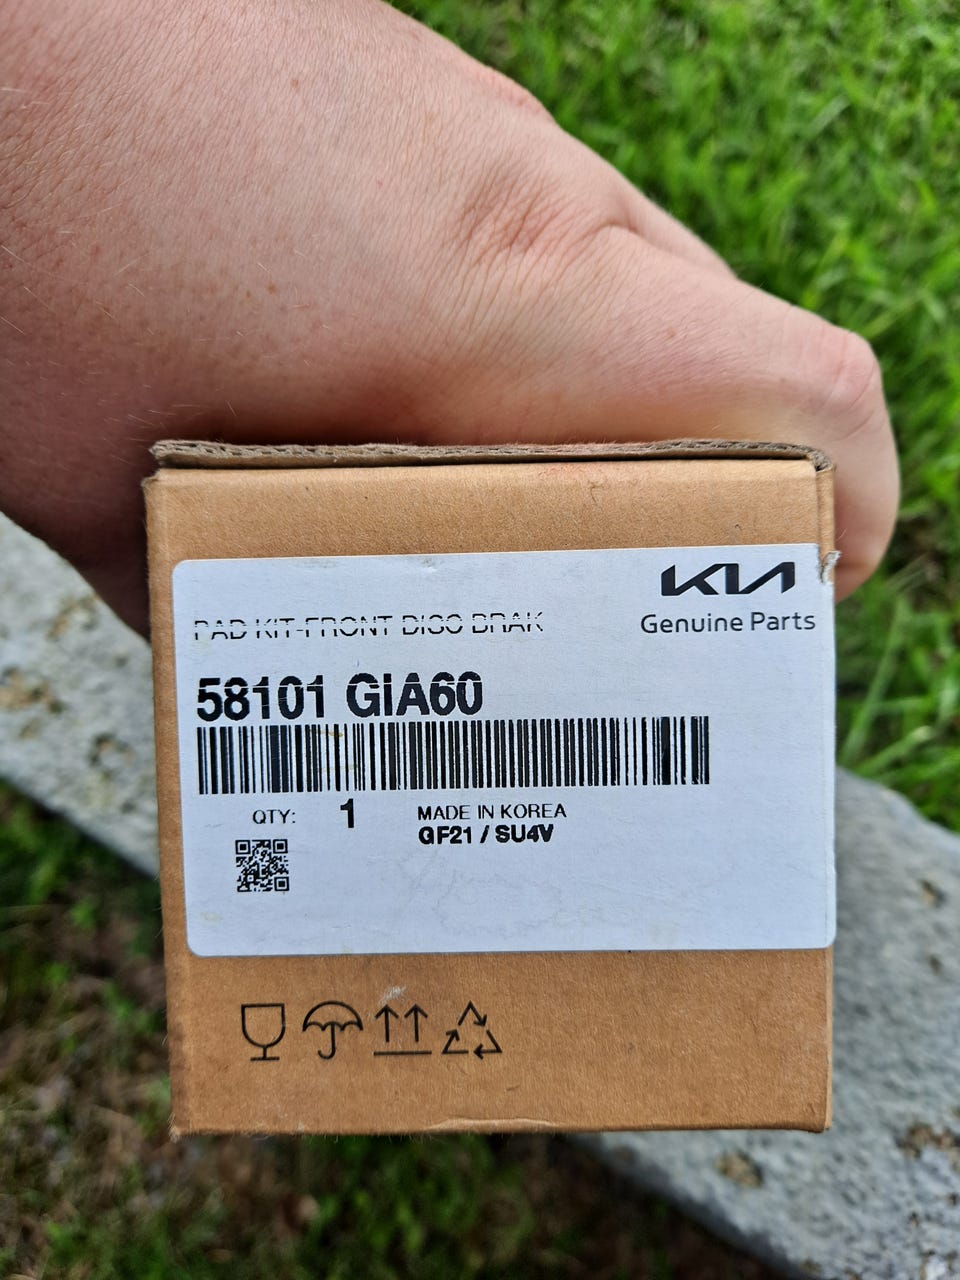 KIA
Genuine Parts
PAD KIT-FRONT DISC BRAK
58101 GIA60
QTY: 1
MADE IN KOREA
GF21 / SU4V